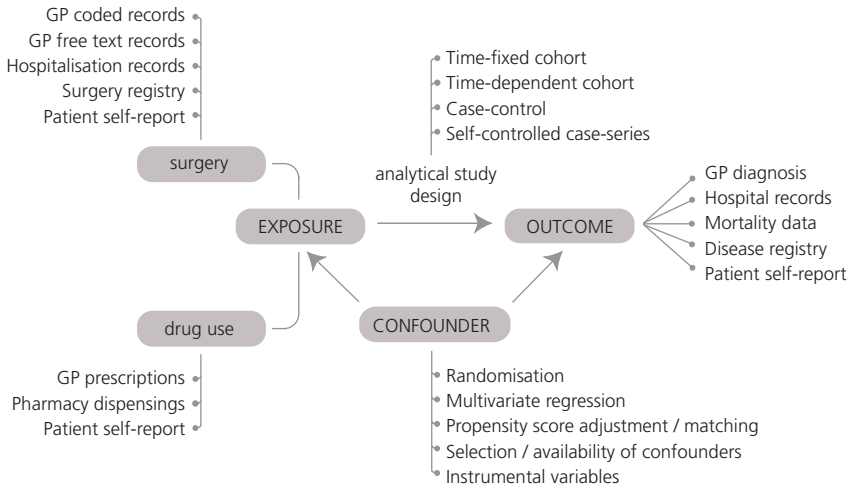 GP coded records
GP free text records
Hospitalisation records
Surgery registry
Patient self-report
surgery
Time-fixed cohort
Time-dependent cohort
Case-control
Self-controlled case-series
analytical study
design
EXPOSURE
OUTCOME
GP diagnosis
Hospital records
Mortality data
Disease registry
Patient self-report
drug use
GP prescriptions
Pharmacy dispensings
Patient self-report
CONFOUNDER
Randomisation
Multivariate regression
Propensity score adjustment / matching
Selection / availability of confounders
Instrumental variables